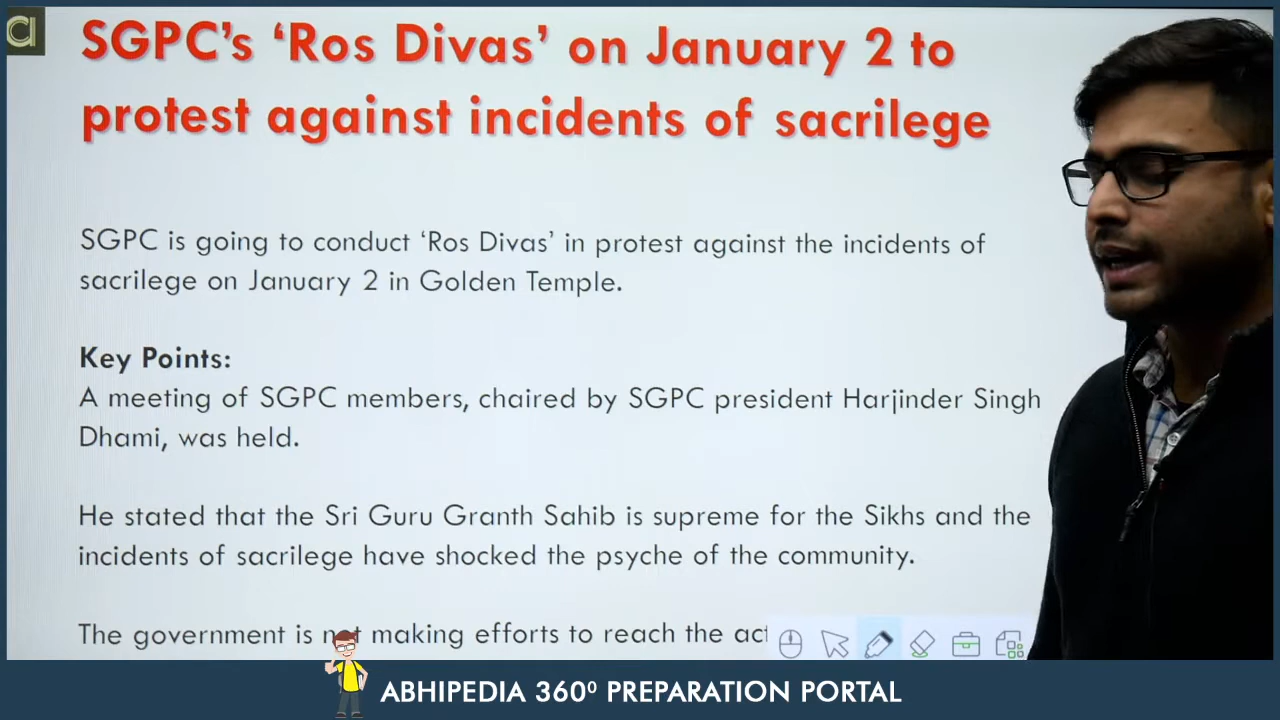 SGPC’s ‘Ros Divas’ on January 2 to
protest against incidents of sacrilege
SGPC is going to conduct ‘Ros Divas’ in protest against the incidents of
sacrilege on January 2 in Golden Temple.
Key Points:
A meeting of SGPC members, chaired by SGPC president Harjinder Singh
Dhami, was held.
He stated that the Sri Guru Granth Sahib is supreme for the Sikhs and the
incidents of sacrilege have shocked the psyche of the community.
The government is not making efforts to reach the
ABHIPEDIA 360⁰ PREPARATION PORTAL